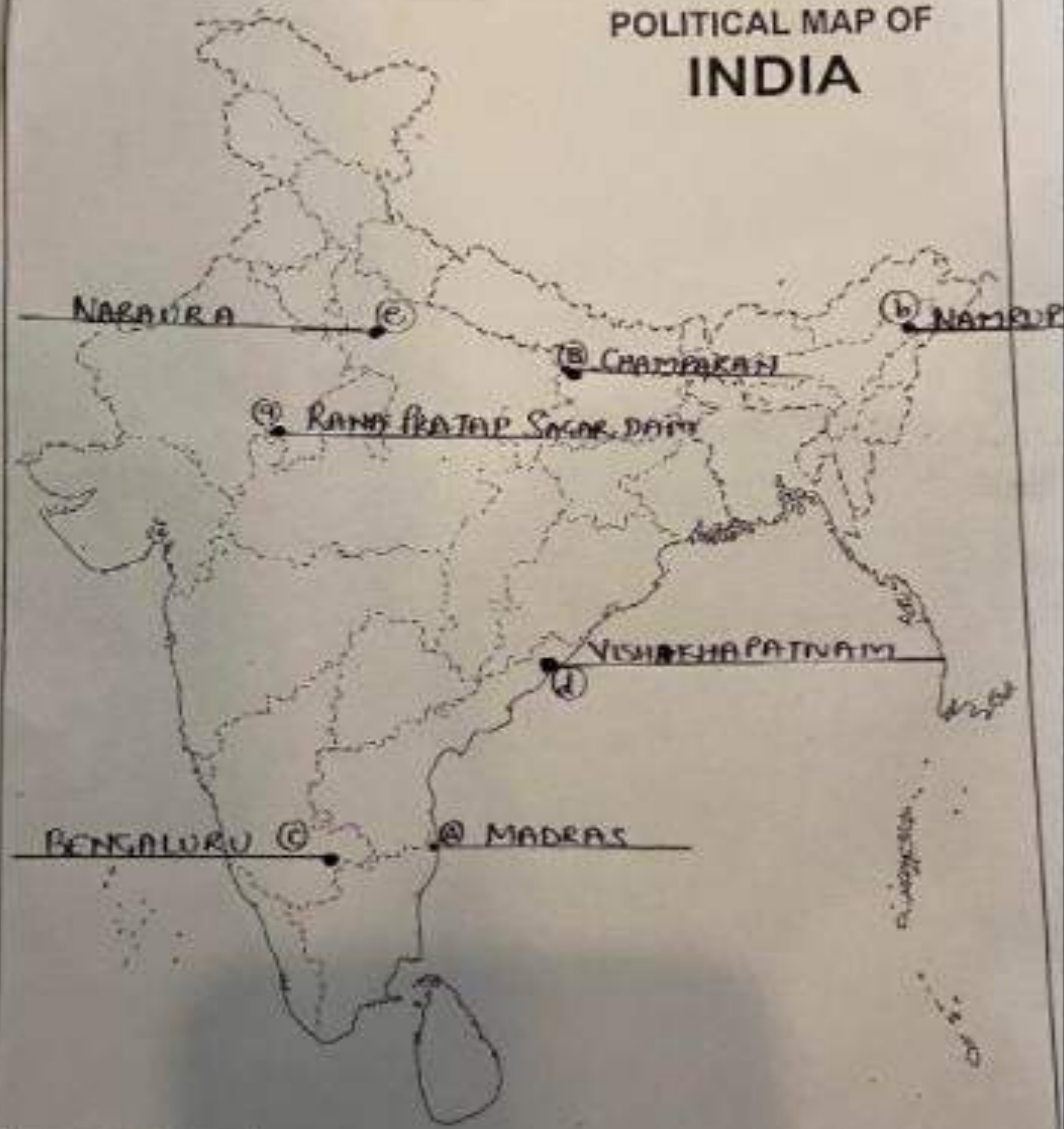 POLITICAL MAP OF
INDIA
NARAURA (e)
(b) NAMRUP
(B) CHAMPARAN
(a) RANA PRATAP SAGAR DAM
VISHAKHAPATNAM
(d)
BENGALURU (c)
(A) MADRAS